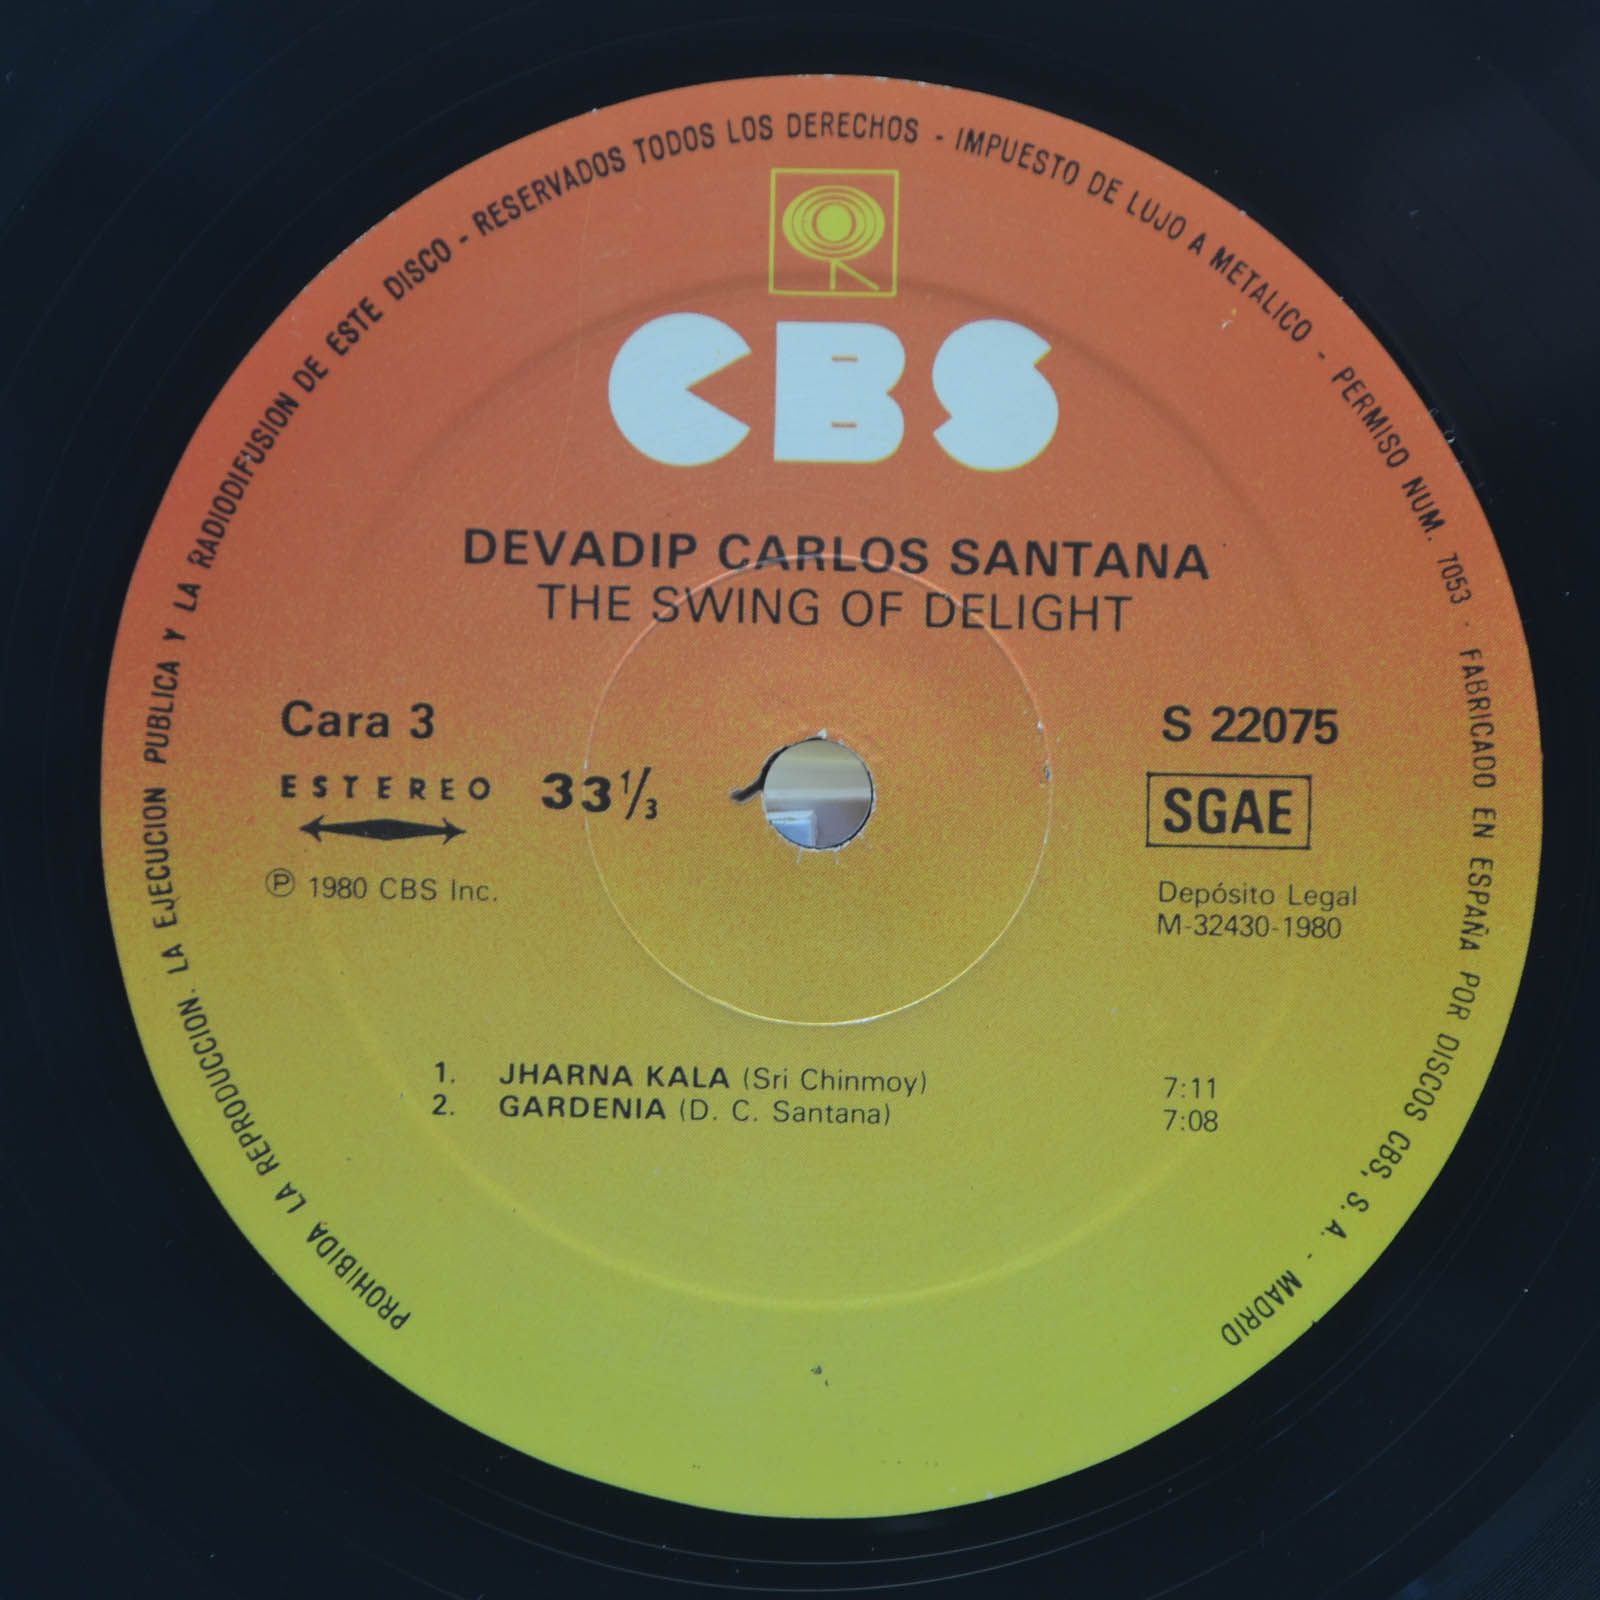 PROHIBIDA LA REPRODUCCION. LA EJECUCION PUBLICA Y LA RADIODIFUSION DE ESTE DISCO - RESERVADOS TODOS LOS DERECHOS - IMPUESTO DE LUJO A METALICO - PERMISO NUM. 7053 - FABRICADO EN ESPAÑA POR DISCOS CBS, S. A. - MADRID
CBS
DEVADIP CARLOS SANTANA
THE SWING OF DELIGHT
Cara 3
S 22075
ESTEREO
33 1/3
SGAE
℗ 1980 CBS Inc.
Depósito Legal
M-32430-1980
1. JHARNA KALA (Sri Chinmoy) 7:11
2. GARDENIA (D. C. Santana) 7:08